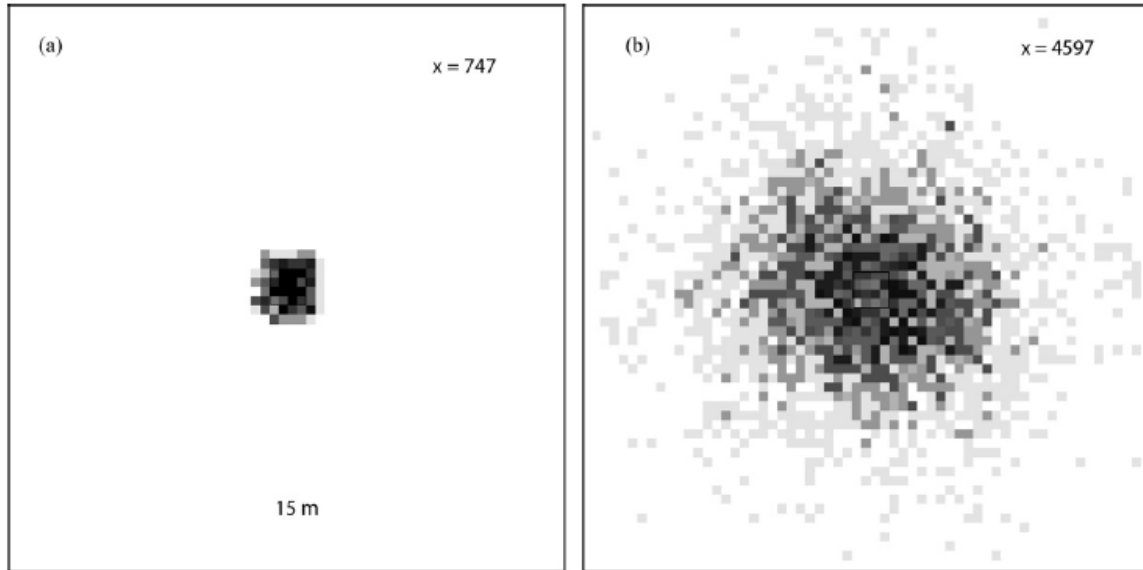 (a)
x = 747
15 m
(b)
x = 4597